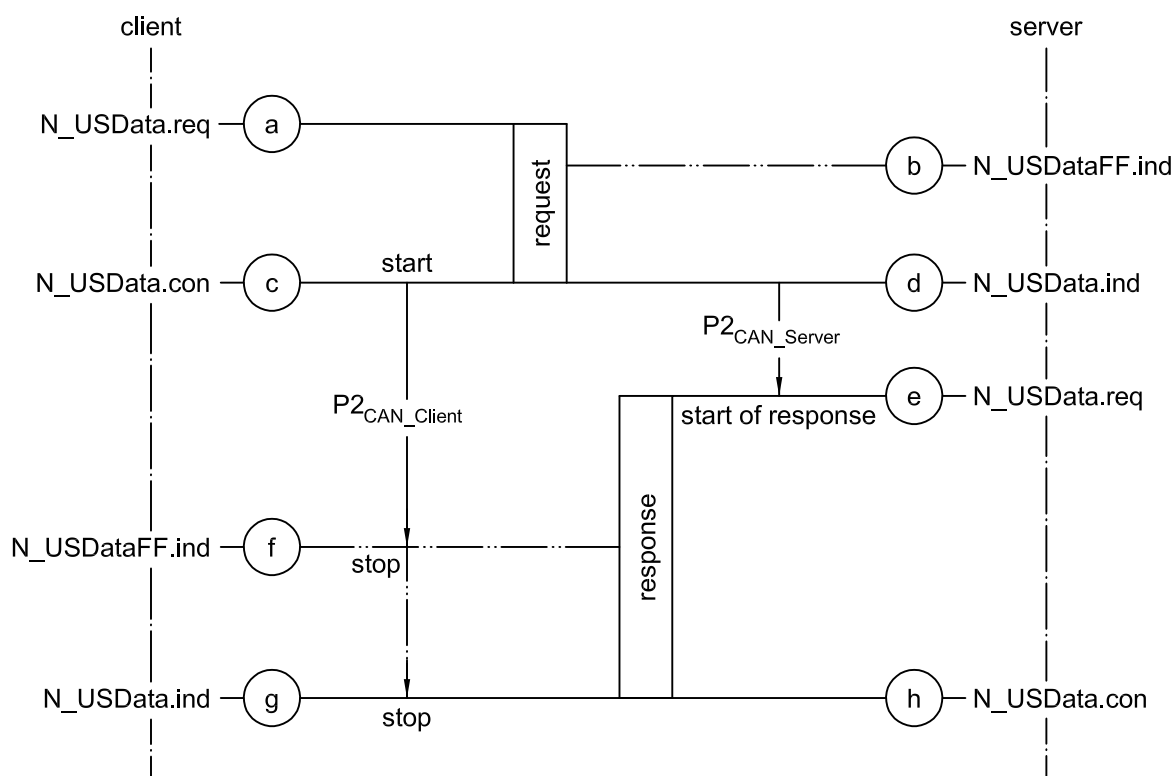 client
server
N_USData.req
a
request
b
N_USDataFF.ind
N_USData.con
c
start
d
N_USData.ind
P2CAN_Server
P2CAN_Client
e
N_USData.req
start of response
response
N_USDataFF.ind
f
stop
N_USData.ind
g
stop
h
N_USData.con